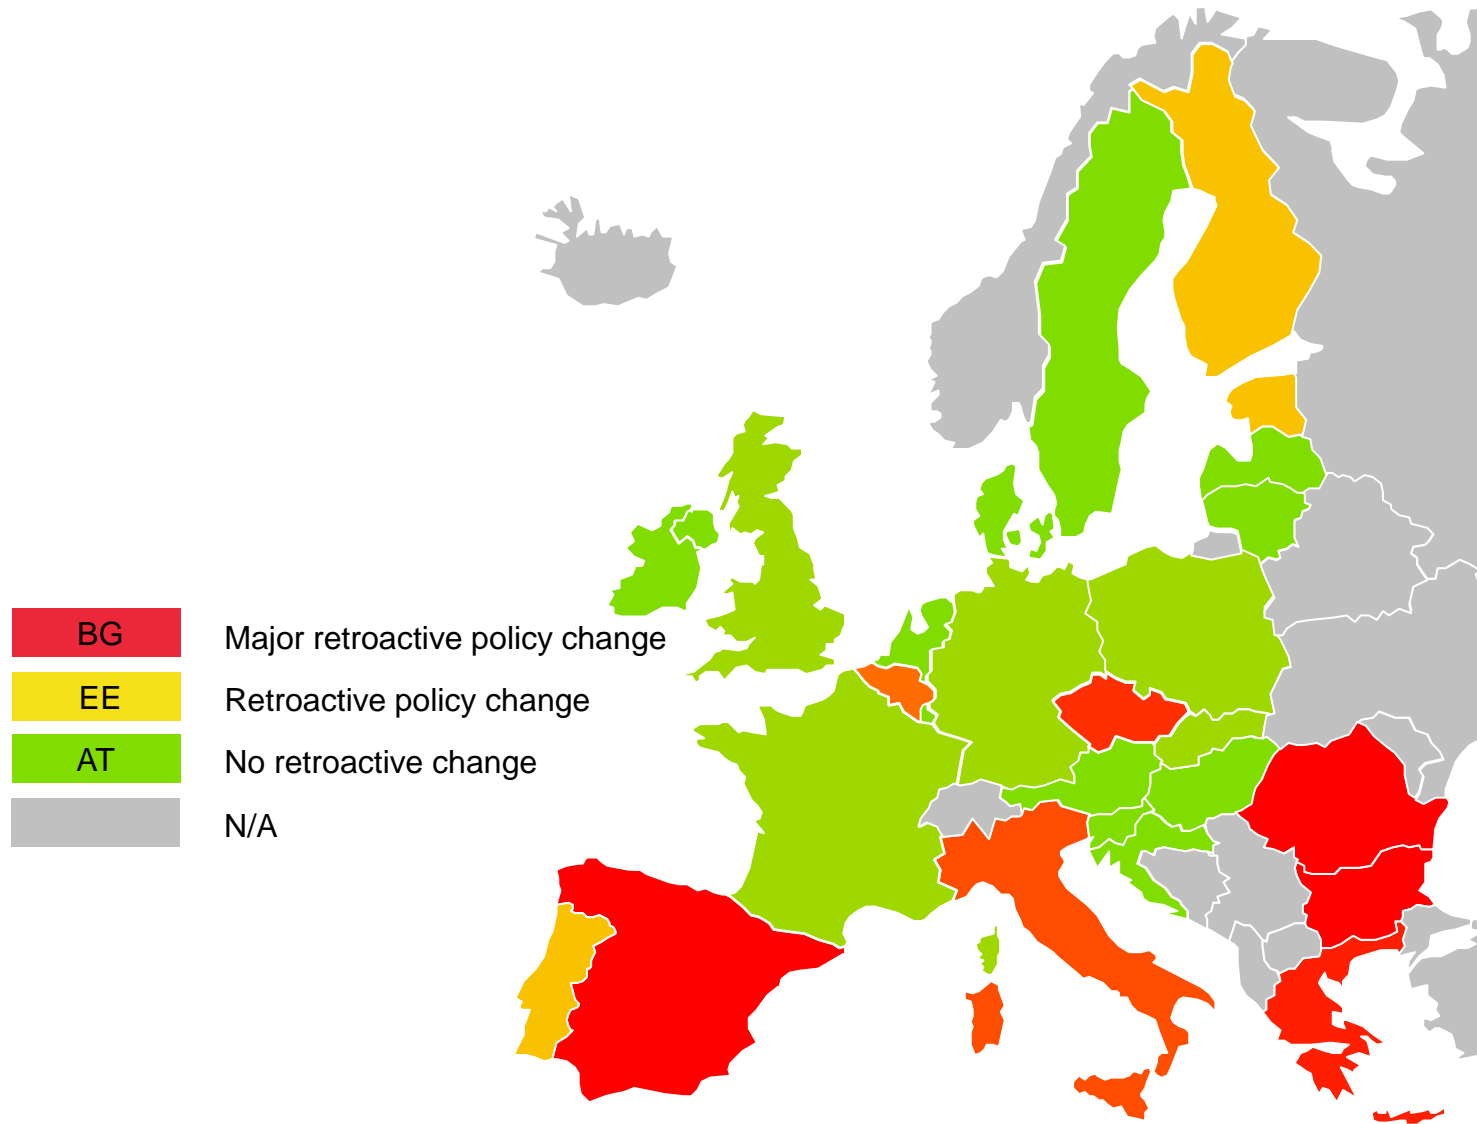 BG Major retroactive policy change
EE Retroactive policy change
AT No retroactive change
N/A